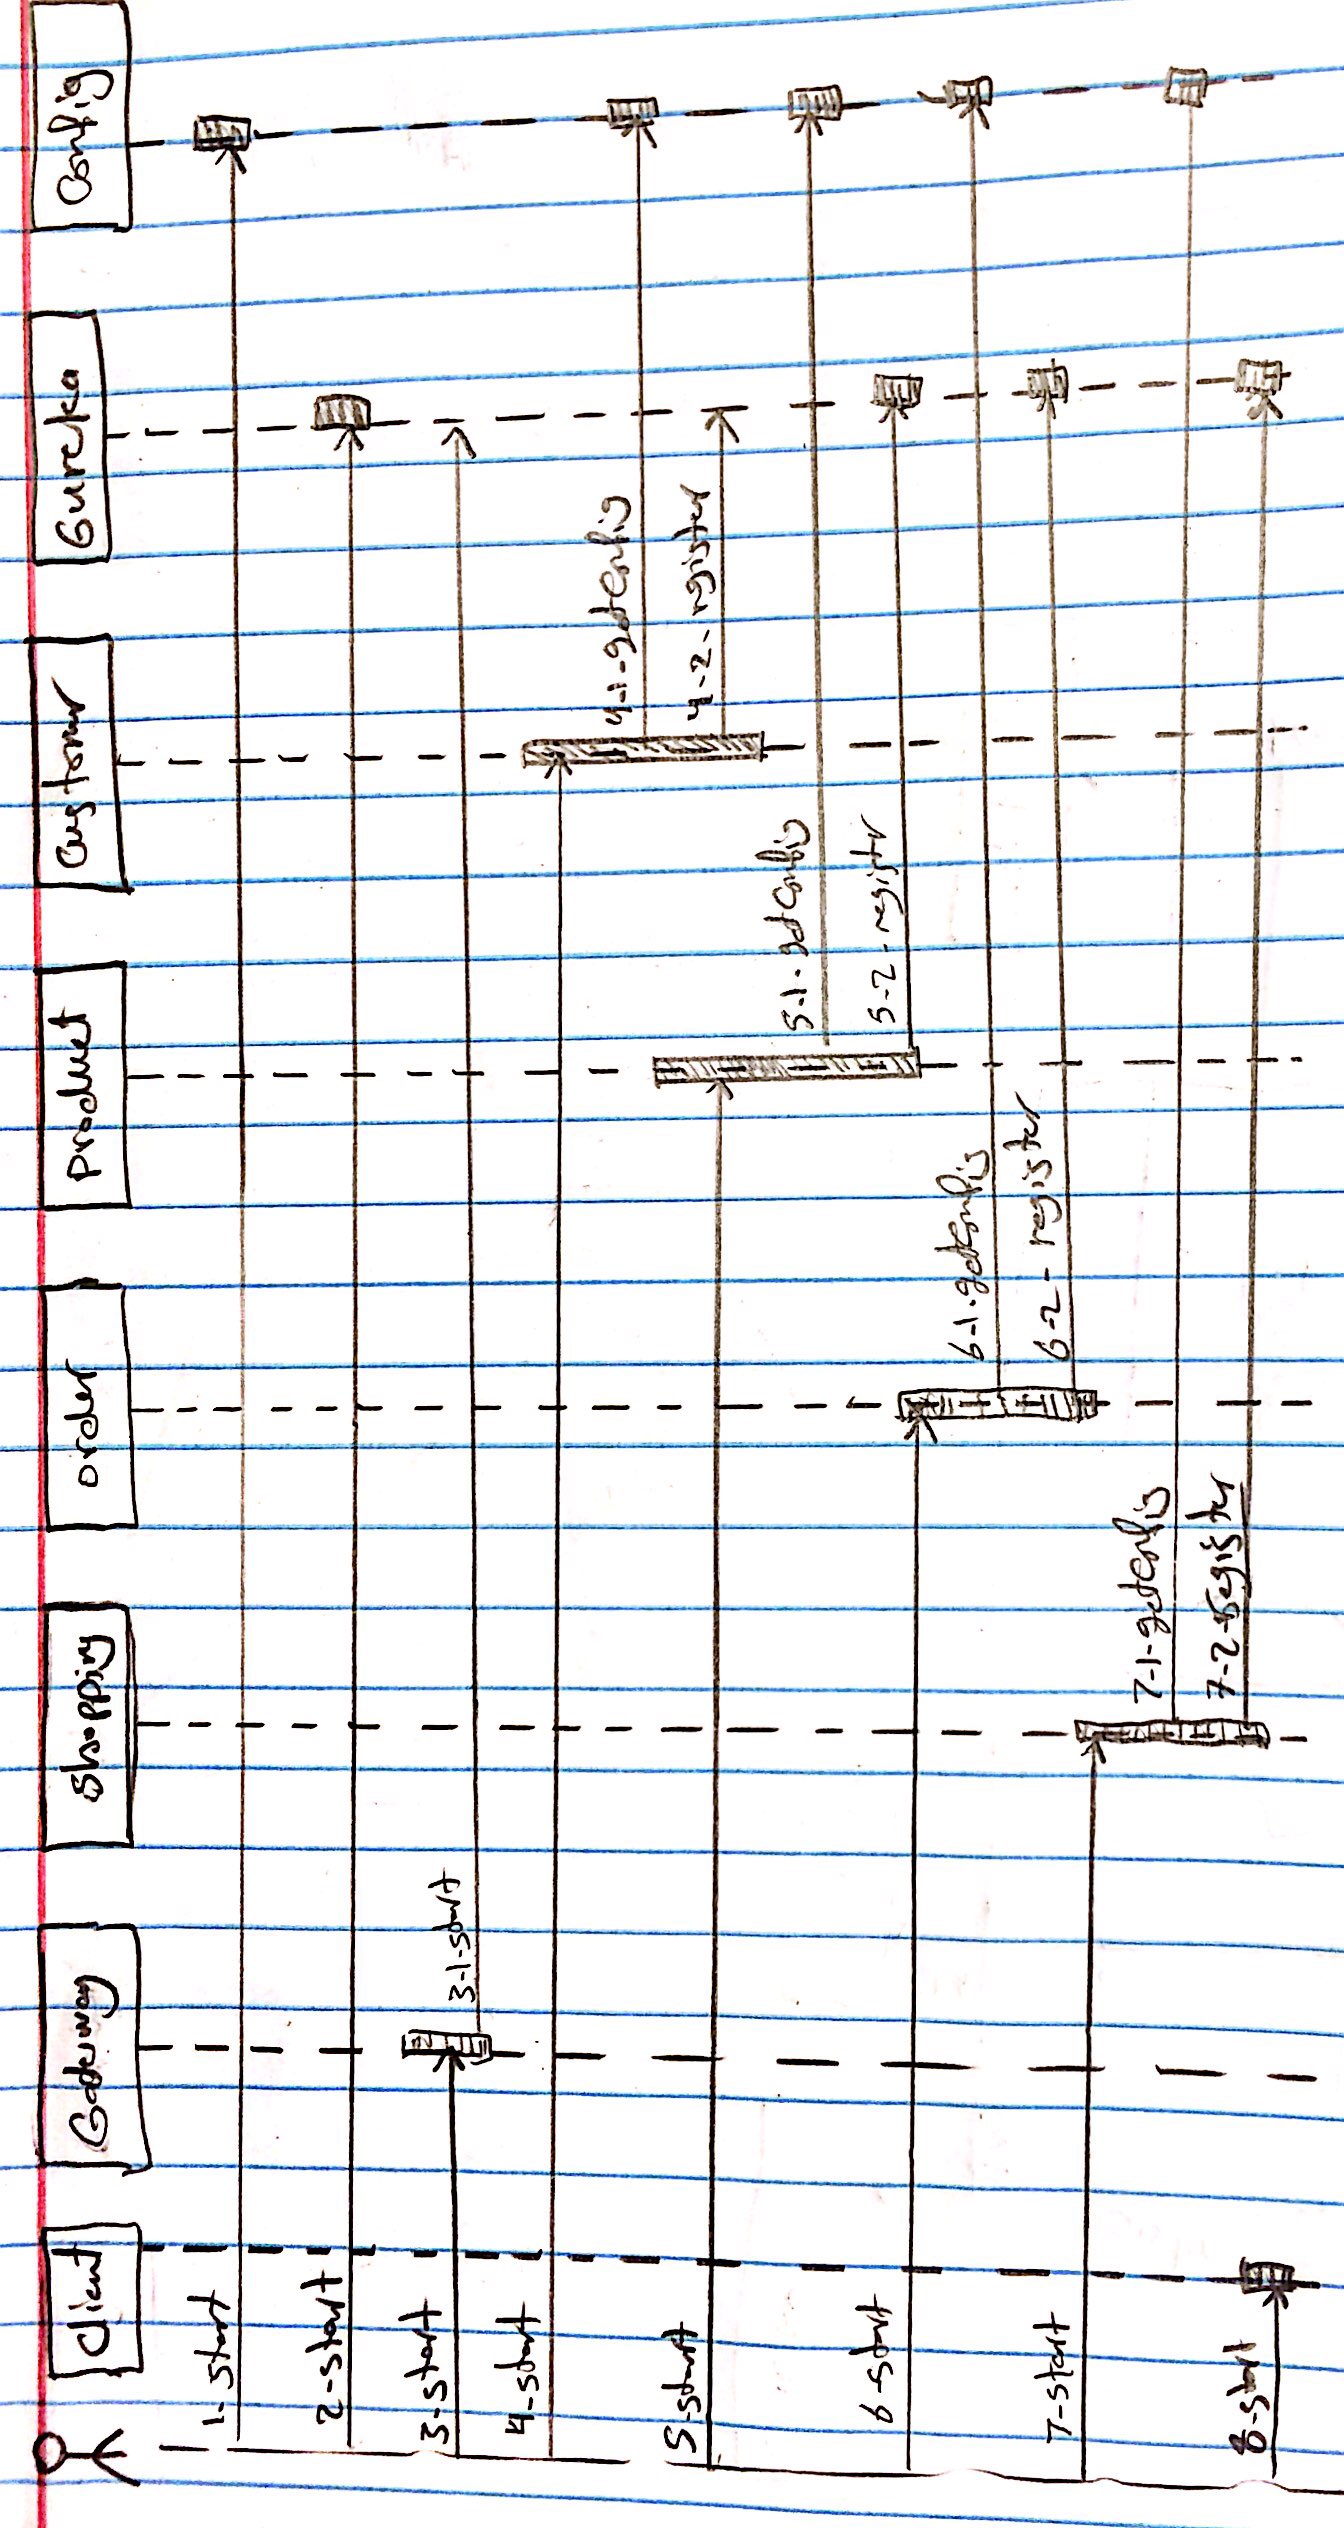 Client Gateway Shopping order Product Customer Eureka Config
1- start
2-start
3-start
3-1-start
4-start
4-1-getConfig
5-start
4-2-register
5-1-getConfig
6-start
5-2-register
6-1-getConfig
6-2-register
7-start
7-1-getConfig
7-2-register
8-start